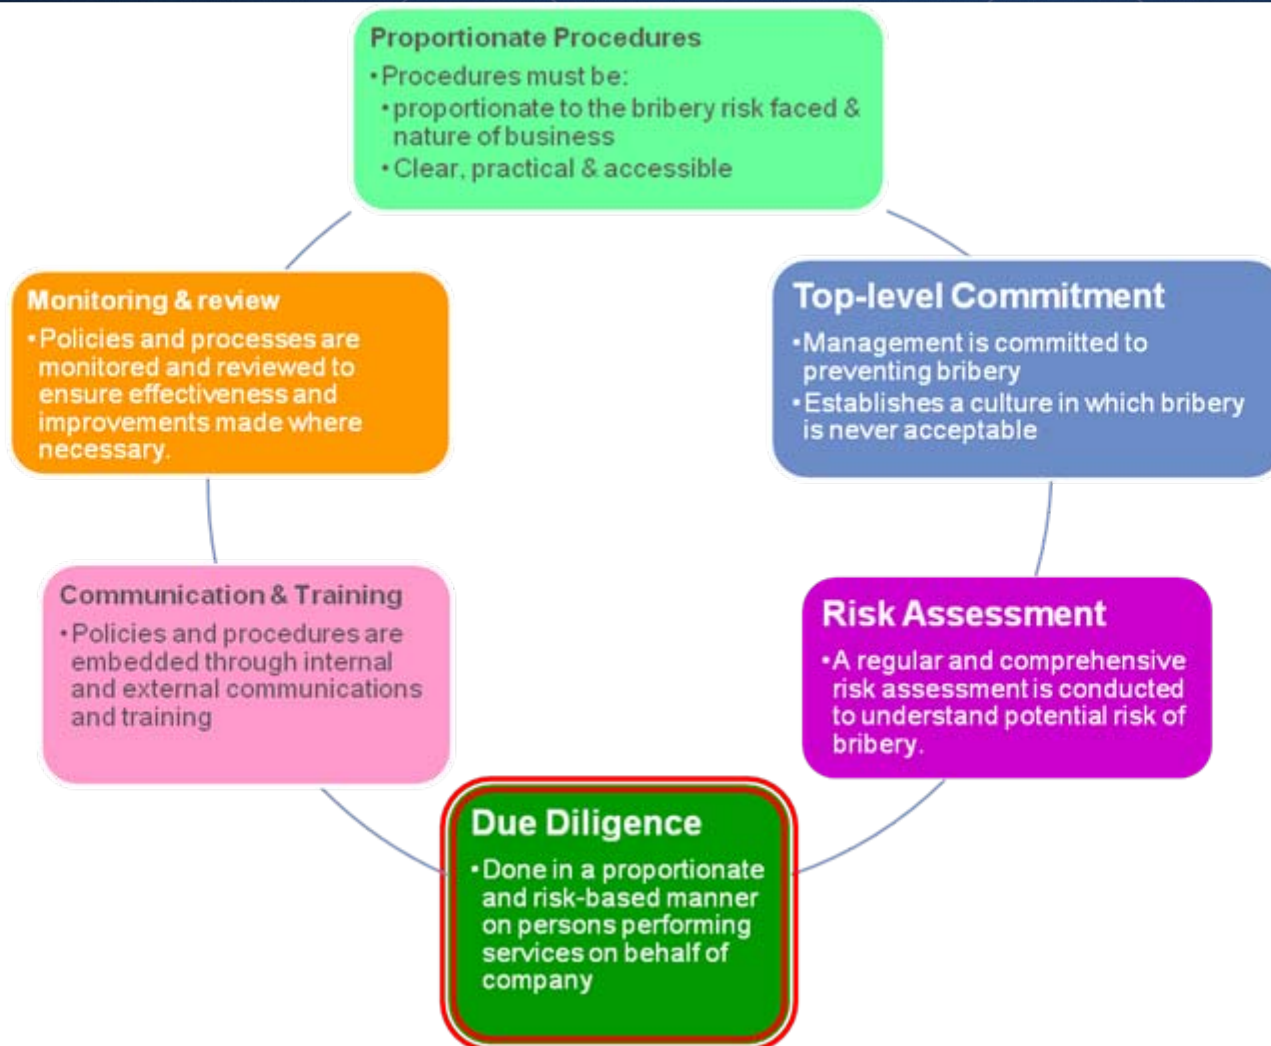 Proportionate Procedures
•Procedures must be:
•proportionate to the bribery risk faced &
nature of business
•Clear, practical & accessible
Top-level Commitment
•Management is committed to
preventing bribery
•Establishes a culture in which bribery
is never acceptable
Risk Assessment
•A regular and comprehensive
risk assessment is conducted
to understand potential risk of
bribery.
Due Diligence
•Done in a proportionate
and risk-based manner
on persons performing
services on behalf of
company
Communication & Training
•Policies and procedures are
embedded through internal
and external communications
and training
Monitoring & review
•Policies and processes are
monitored and reviewed to
ensure effectiveness and
improvements made where
necessary.